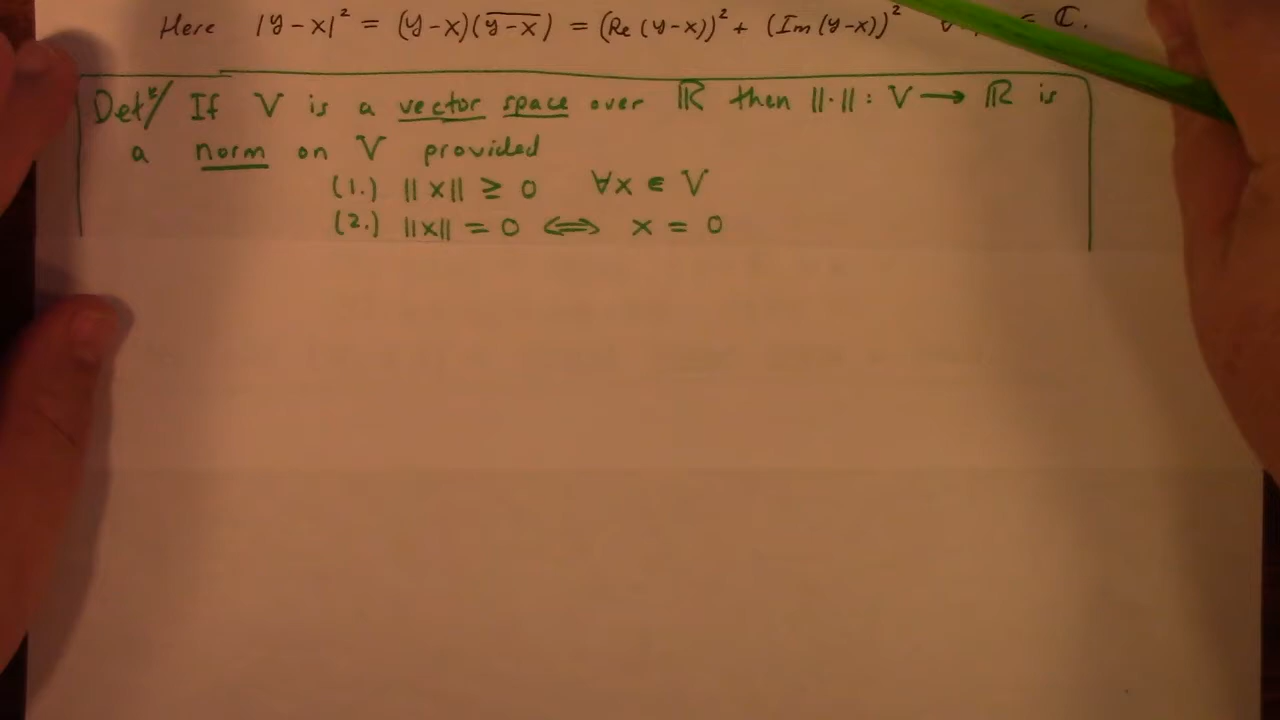 Here |y-x|² = (y-x)(\overline{y-x}) = (Re(y-x))² + (Im(y-x))² ℂ.
Defⁿ/ If V is a vector space over ℝ then ||·|| : V → ℝ is
a norm on V provided
(1.) ||x|| ≥ 0 ∀x ∈ V
(2.) ||x|| = 0 ⟺ x = 0